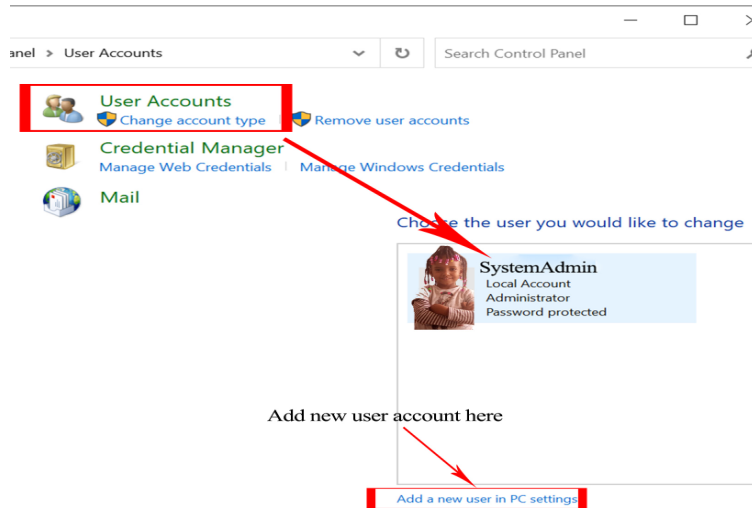 anel > User Accounts
Search Control Panel
User Accounts
Change account type
Remove user accounts
Credential Manager
Manage Web Credentials
Manage Windows Credentials
Mail
Choose the user you would like to change
SystemAdmin
Local Account
Administrator
Password protected
Add new user account here
Add a new user in PC settings